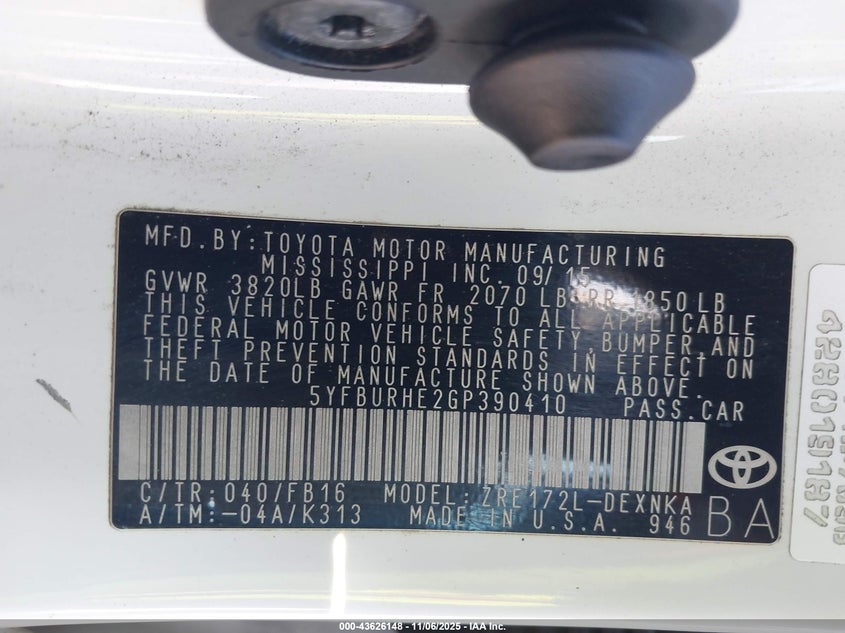 MFD.BY:TOYOTA MOTOR MANUFACTURING
MISSISSIPPI INC. 09/15
GVWR 3820LB GAWR FR 2070 LB RR 1850 LB
THIS VEHICLE CONFORMS TO ALL APPLICABLE
FEDERAL MOTOR VEHICLE SAFETY BUMPER AND
THEFT PREVENTION STANDARDS IN EFFECT ON
THE DATE OF MANUFACTURE SHOWN ABOVE.
5YFBURHE2GP390410 PASS.CAR
C/TR: 040/FB16 MODEL: ZRE172L-DEXNKA
A/TM:-04A/K313 MADE IN U.S.A. 946
BA
000-43626148 - 11/06/2025 - IAA Inc.